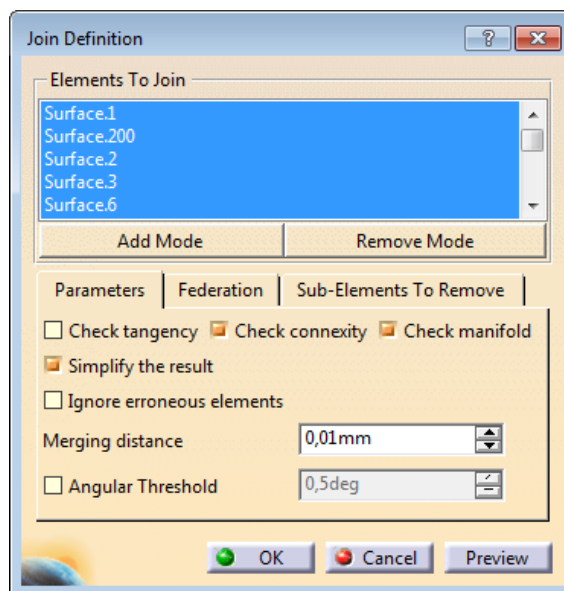 Join Definition
Elements To Join
Surface.1
Surface.200
Surface.2
Surface.3
Surface.6
Add Mode Remove Mode
Parameters Federation Sub-Elements To Remove
Check tangency Check connexity Check manifold
Simplify the result
Ignore erroneous elements
Merging distance 0,01mm
Angular Threshold 0,5deg
OK Cancel Preview